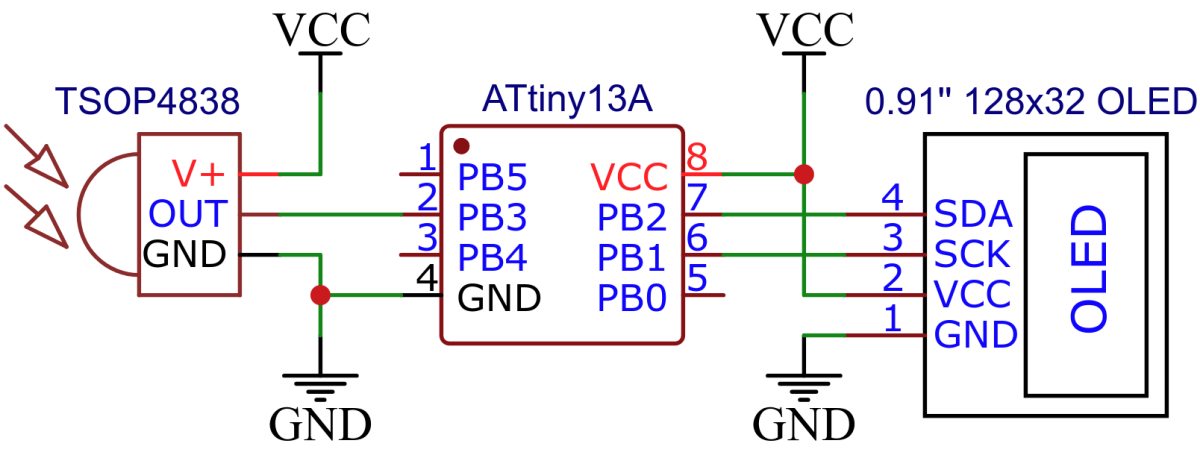 VCC
VCC
TSOP4838
ATtiny13A
0.91" 128x32 OLED
V+
OUT
GND
1
PB5
2
PB3
3
PB4
4
GND
VCC
8
PB2
7
PB1
6
PB0
5
4
SDA
3
SCK
2
VCC
1
GND
OLED
GND
GND